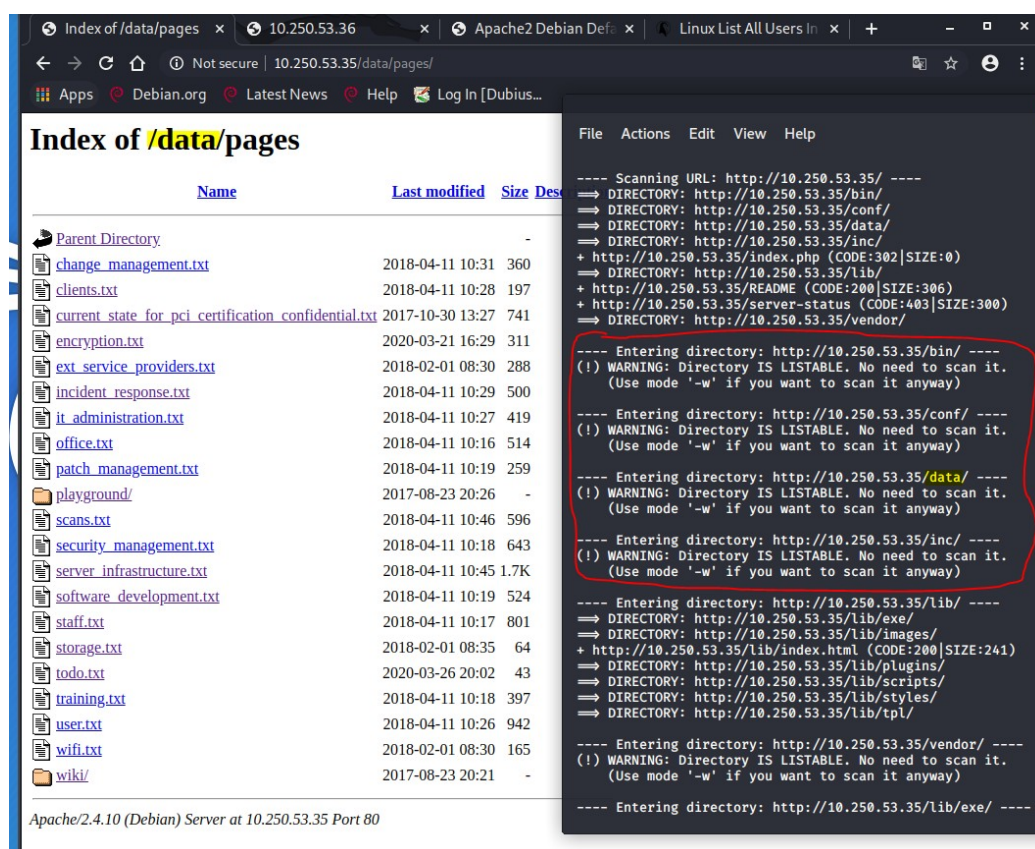 Index of /data/pages
10.250.53.36
Apache2 Debian Def
Linux List All Users In
Not secure | 10.250.53.35/data/pages/
Apps Debian.org Latest News Help Log In [Dubius...
Index of /data/pages
Name Last modified Size
Parent Directory -
change_management.txt 2018-04-11 10:31 360
clients.txt 2018-04-11 10:28 197
current_state_for_pci_certification_confidential.txt 2017-10-30 13:27 741
encryption.txt 2020-03-21 16:29 311
ext_service_providers.txt 2018-02-01 08:30 288
incident_response.txt 2018-04-11 10:29 500
it_administration.txt 2018-04-11 10:27 419
office.txt 2018-04-11 10:16 514
patch_management.txt 2018-04-11 10:19 259
playground/ 2017-08-23 20:26 -
scans.txt 2018-04-11 10:46 596
security_management.txt 2018-04-11 10:18 643
server_infrastructure.txt 2018-04-11 10:45 1.7K
software_development.txt 2018-04-11 10:19 524
staff.txt 2018-04-11 10:17 801
storage.txt 2018-02-01 08:35 64
todo.txt 2020-03-26 20:02 43
training.txt 2018-04-11 10:18 397
user.txt 2018-04-11 10:26 942
wifi.txt 2018-02-01 08:30 165
wiki/ 2017-08-23 20:21 -
Apache/2.4.10 (Debian) Server at 10.250.53.35 Port 80
File Actions Edit View Help
---- Scanning URL: http://10.250.53.35/ ----
==> DIRECTORY: http://10.250.53.35/bin/
==> DIRECTORY: http://10.250.53.35/conf/
==> DIRECTORY: http://10.250.53.35/data/
==> DIRECTORY: http://10.250.53.35/inc/
+ http://10.250.53.35/index.php (CODE:302|SIZE:0)
==> DIRECTORY: http://10.250.53.35/lib/
+ http://10.250.53.35/README (CODE:200|SIZE:306)
+ http://10.250.53.35/server-status (CODE:403|SIZE:300)
==> DIRECTORY: http://10.250.53.35/vendor/
---- Entering directory: http://10.250.53.35/bin/ ----
(!) WARNING: Directory IS LISTABLE. No need to scan it.
(Use mode '-w' if you want to scan it anyway)
---- Entering directory: http://10.250.53.35/conf/ ----
(!) WARNING: Directory IS LISTABLE. No need to scan it.
(Use mode '-w' if you want to scan it anyway)
---- Entering directory: http://10.250.53.35/data/ ----
(!) WARNING: Directory IS LISTABLE. No need to scan it.
(Use mode '-w' if you want to scan it anyway)
---- Entering directory: http://10.250.53.35/inc/ ----
(!) WARNING: Directory IS LISTABLE. No need to scan it.
(Use mode '-w' if you want to scan it anyway)
---- Entering directory: http://10.250.53.35/lib/ ----
==> DIRECTORY: http://10.250.53.35/lib/exe/
==> DIRECTORY: http://10.250.53.35/lib/images/
+ http://10.250.53.35/lib/index.html (CODE:200|SIZE:241)
==> DIRECTORY: http://10.250.53.35/lib/plugins/
==> DIRECTORY: http://10.250.53.35/lib/scripts/
==> DIRECTORY: http://10.250.53.35/lib/styles/
==> DIRECTORY: http://10.250.53.35/lib/tpl/
---- Entering directory: http://10.250.53.35/vendor/ ----
(!) WARNING: Directory IS LISTABLE. No need to scan it.
(Use mode '-w' if you want to scan it anyway)
---- Entering directory: http://10.250.53.35/lib/exe/ ----